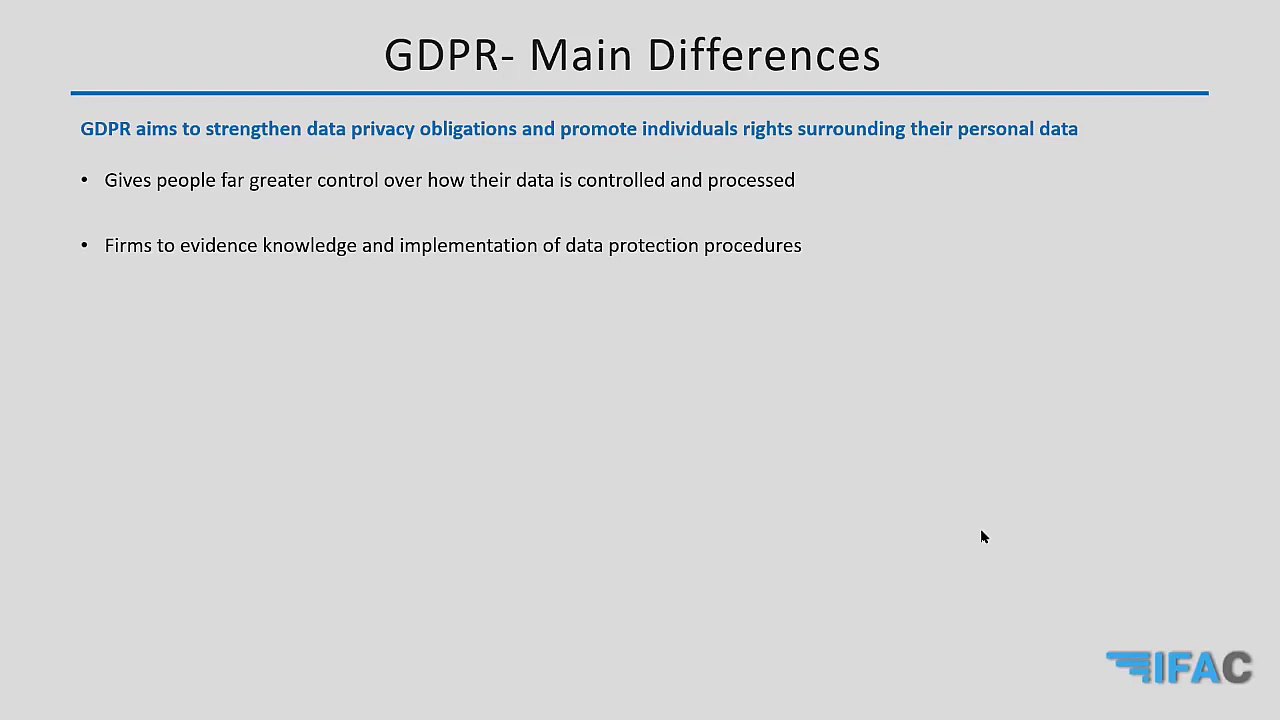 GDPR- Main Differences
GDPR aims to strengthen data privacy obligations and promote individuals rights surrounding their personal data
• Gives people far greater control over how their data is controlled and processed
• Firms to evidence knowledge and implementation of data protection procedures
IFAC